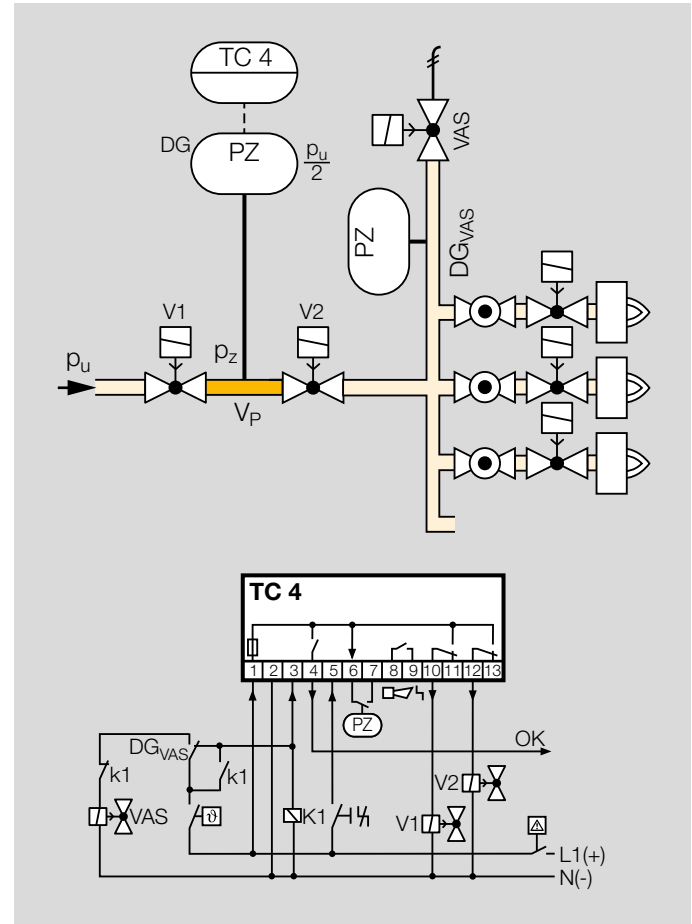 TC 4
DG
PZ
pu
2
VAS
PZ
DGVAS
V1
V2
pu
pz
VP
TC 4
1 2 3 4 5 6 7 8 9 10 11 12 13
PZ
OK
DGVAS
k1
k1
V2
VAS
ϑ
K1
V1
L1(+)
N(-)